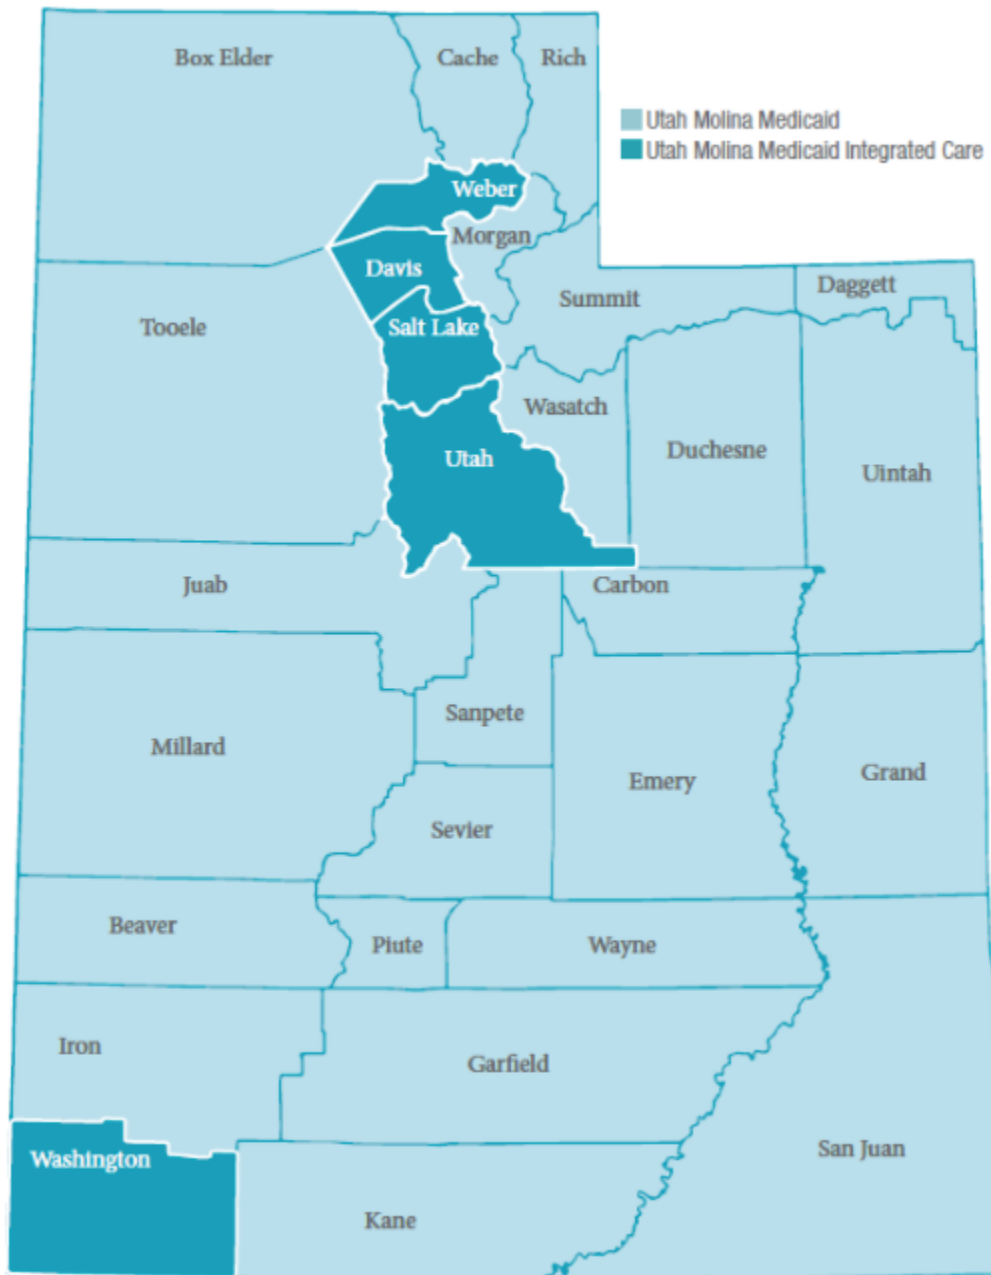 Box Elder
Cache
Rich
Utah Molina Medicaid
Utah Molina Medicaid Integrated Care
Weber
Morgan
Davis
Summit
Daggett
Tooele
Salt Lake
Wasatch
Duchesne
Utah
Uintah
Juab
Carbon
Sanpete
Millard
Emery
Grand
Sevier
Beaver
Piute
Wayne
Iron
Garfield
Washington
San Juan
Kane